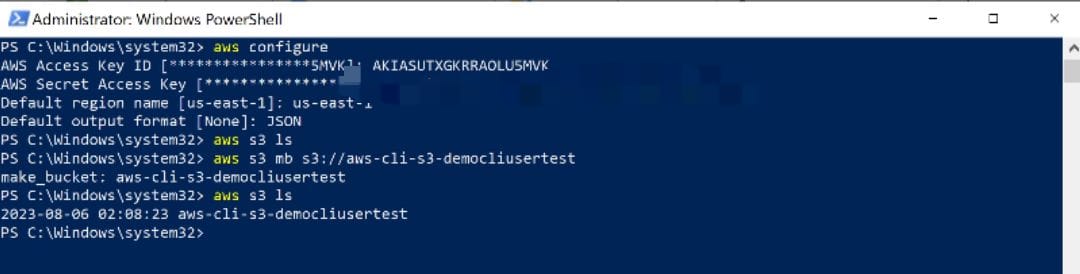 Administrator: Windows PowerShell
PS C:\Windows\system32> aws configure
AWS Access Key ID [****************5MVK]: AKIASUTXGKRRAOLU5MVK
AWS Secret Access Key [***************
Default region name [us-east-1]: us-east-1
Default output format [None]: JSON
PS C:\Windows\system32> aws s3 ls
PS C:\Windows\system32> aws s3 mb s3://aws-cli-s3-democliusertest
make_bucket: aws-cli-s3-democliusertest
PS C:\Windows\system32> aws s3 ls
2023-08-06 02:08:23 aws-cli-s3-democliusertest
PS C:\Windows\system32>